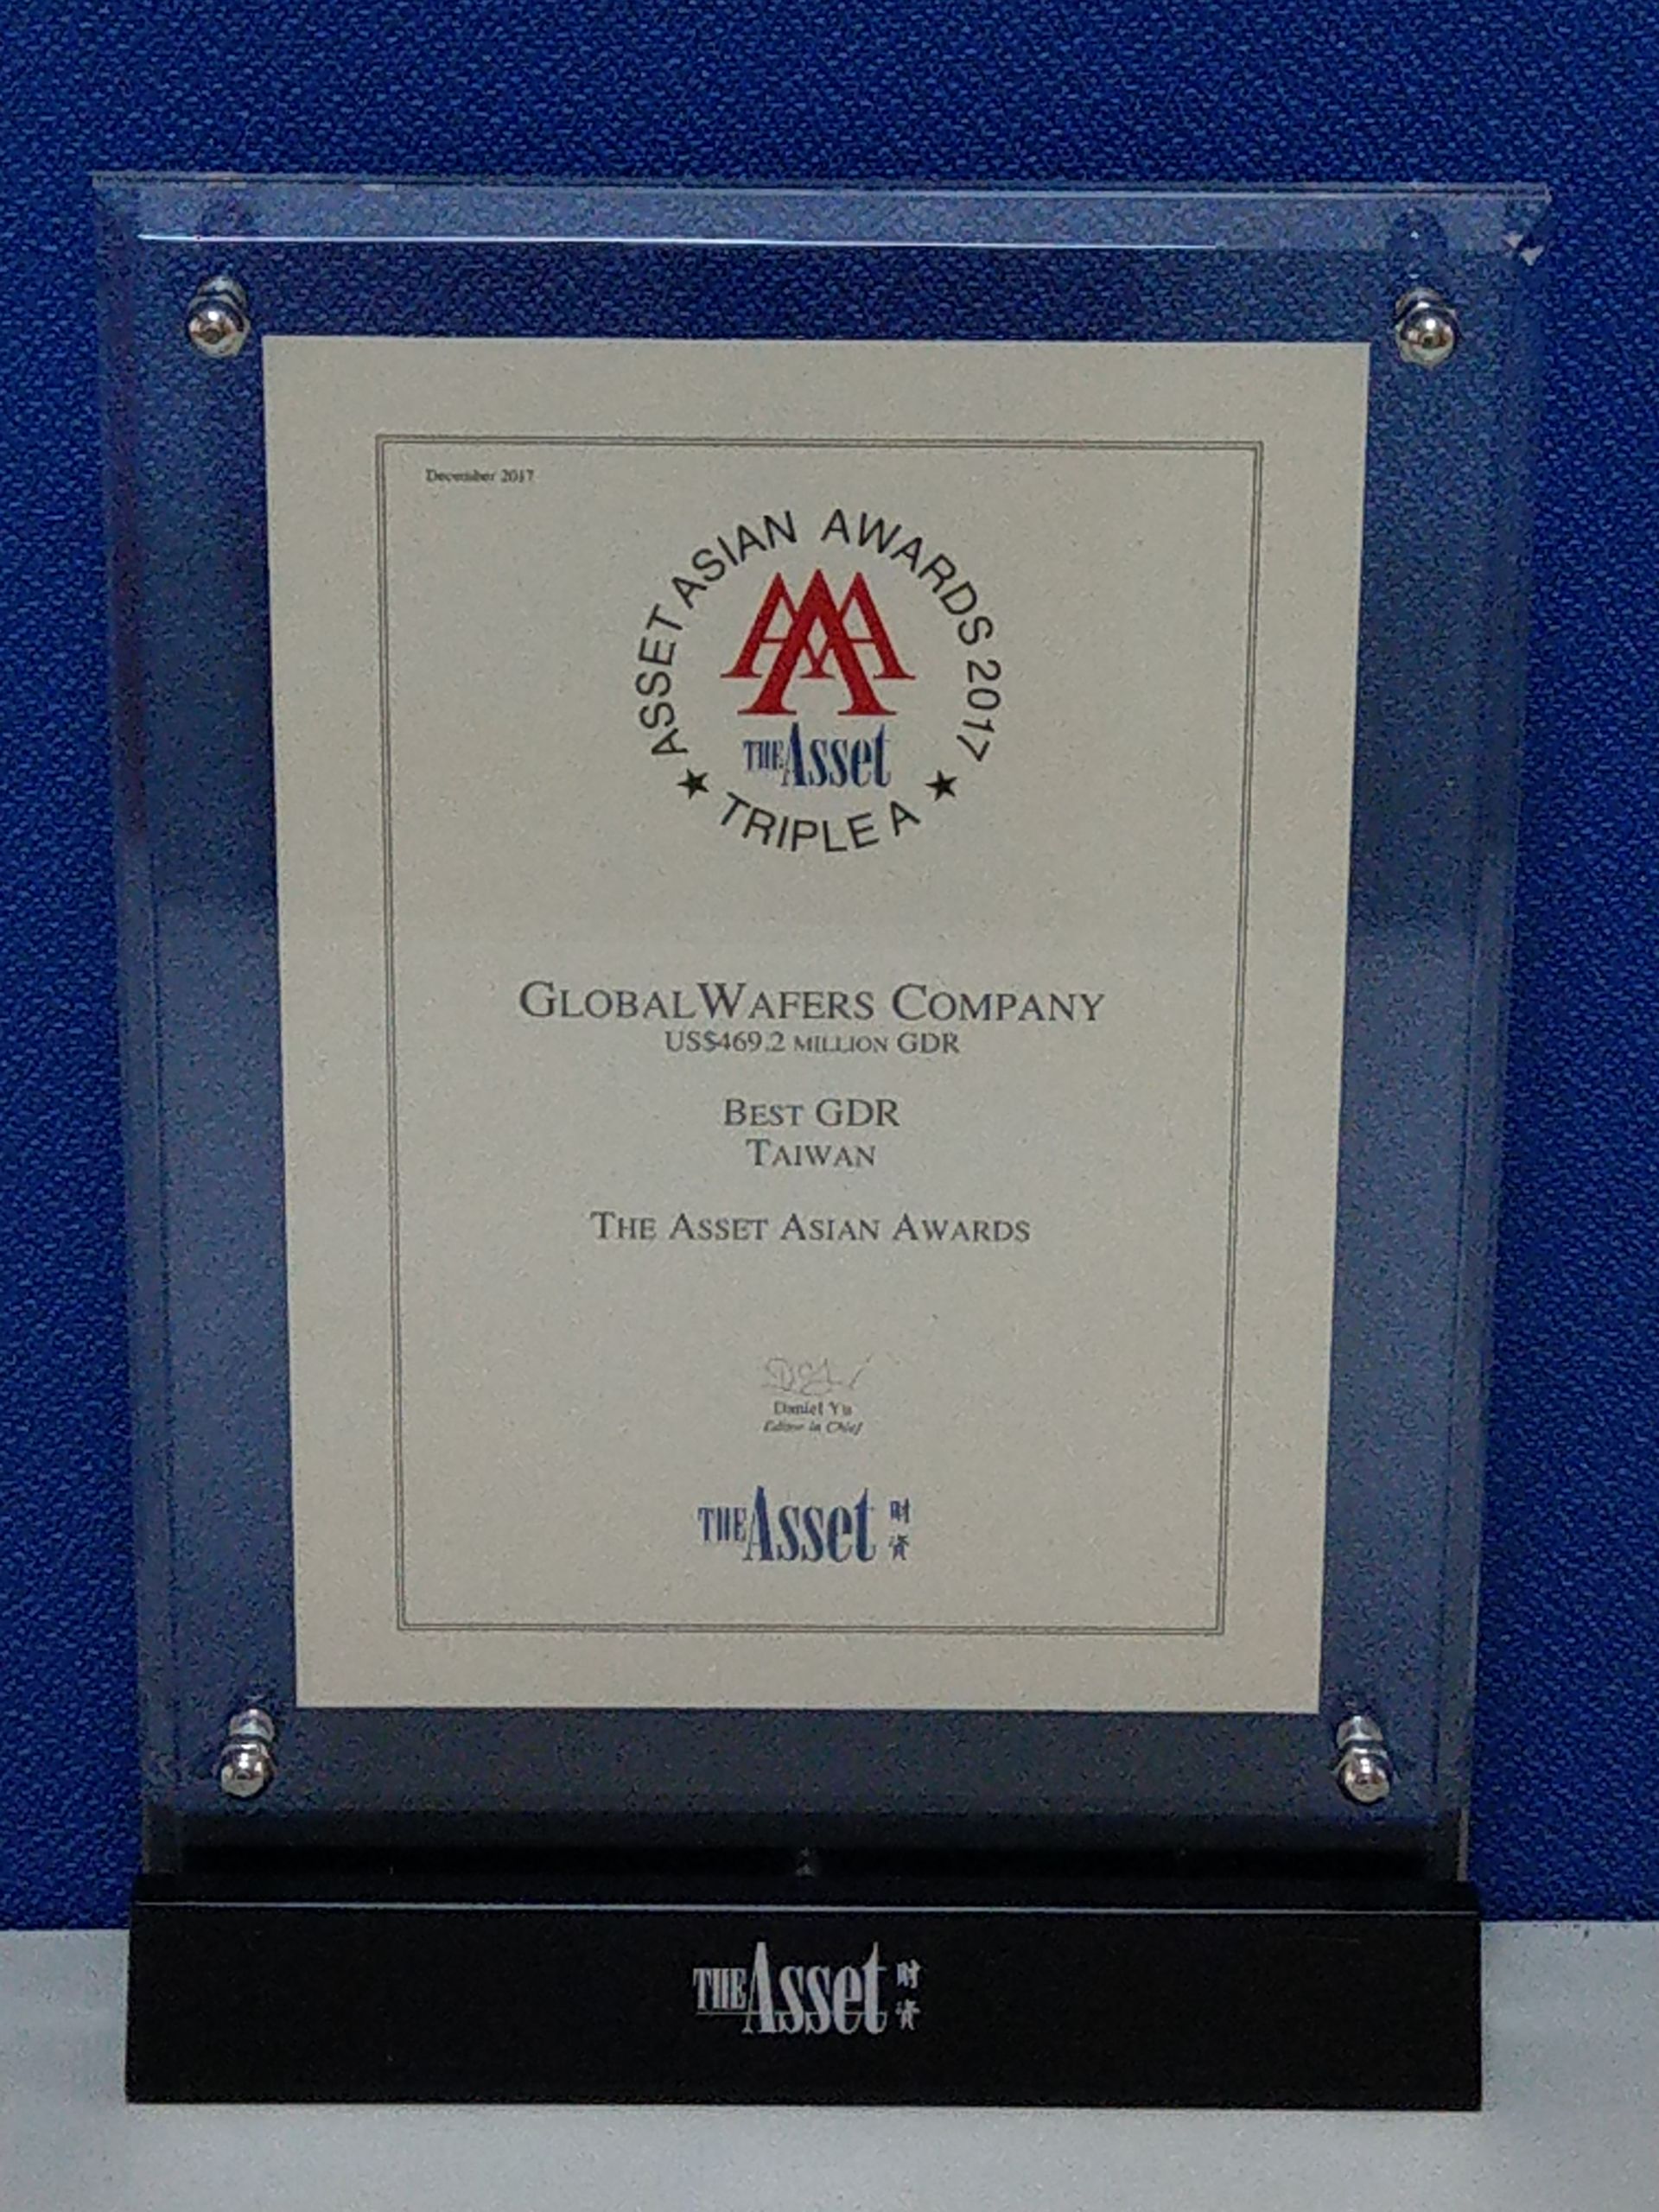 December 2017
ASSET ASIAN AWARDS 2017
AAA
THE Asset
★ TRIPLE A ★
GLOBALWAFERS COMPANY
US$469.2 MILLION GDR
BEST GDR
TAIWAN
THE ASSET ASIAN AWARDS
Daniel Yu
Editor in Chief
THE Asset 財資
THE Asset 財資